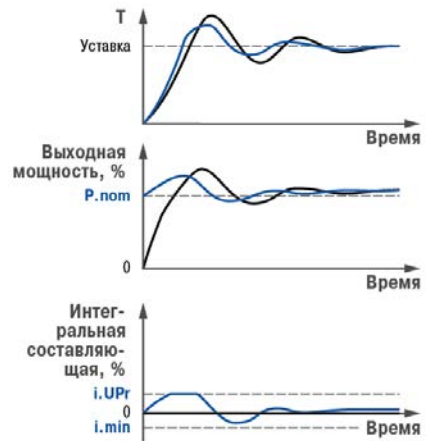 T
Уставка
Время
Выходная
мощность, %
P.nom
0
Время
Интег-
ральная
составляю-
щая, %
i.UPr
0
i.min
Время